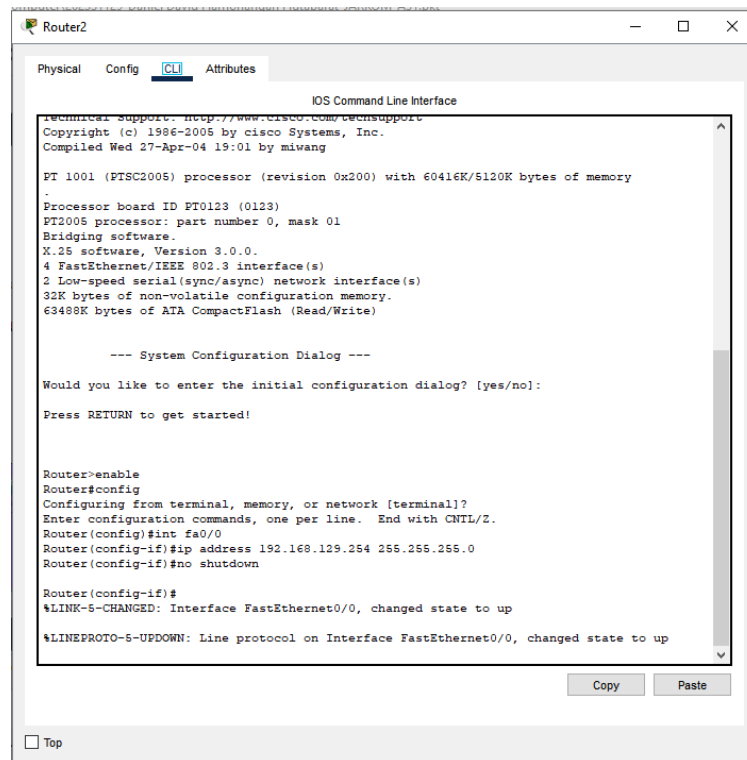 Router2
Physical Config CLI Attributes
IOS Command Line Interface
Technical Support: http://www.cisco.com/techsupport
Copyright (c) 1986-2005 by cisco Systems, Inc.
Compiled Wed 27-Apr-04 19:01 by miwang
PT 1001 (PTSC2005) processor (revision 0x200) with 60416K/5120K bytes of memory
.
Processor board ID PT0123 (0123)
PT2005 processor: part number 0, mask 01
Bridging software.
X.25 software, Version 3.0.0.
4 FastEthernet/IEEE 802.3 interface(s)
2 Low-speed serial(sync/async) network interface(s)
32K bytes of non-volatile configuration memory.
63488K bytes of ATA CompactFlash (Read/Write)
--- System Configuration Dialog ---
Would you like to enter the initial configuration dialog? [yes/no]:
Press RETURN to get started!
Router>enable
Router#config
Configuring from terminal, memory, or network [terminal]?
Enter configuration commands, one per line. End with CNTL/Z.
Router(config)#int fa0/0
Router(config-if)#ip address 192.168.129.254 255.255.255.0
Router(config-if)#no shutdown
Router(config-if)#
%LINK-5-CHANGED: Interface FastEthernet0/0, changed state to up
%LINEPROTO-5-UPDOWN: Line protocol on Interface FastEthernet0/0, changed state to up
Copy Paste
Top